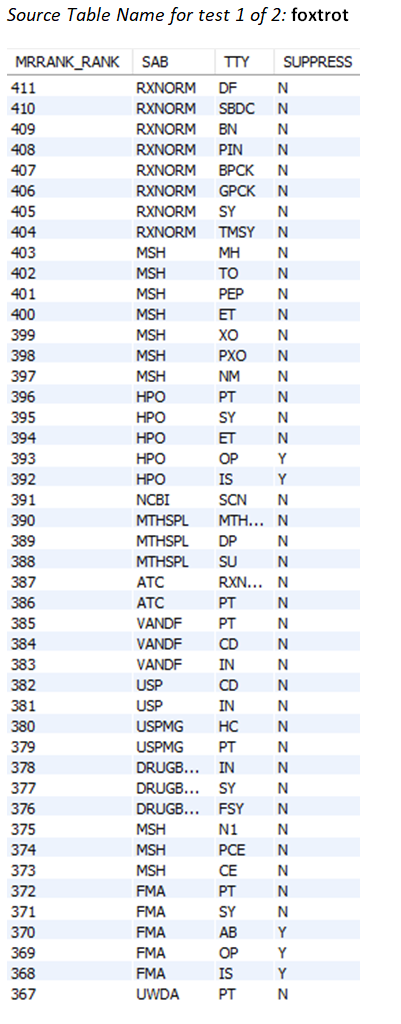 Source Table Name for test 1 of 2: foxtrot
MRRANK_RANK SAB TTY SUPPRESS
411 RXNORM DF N
410 RXNORM SBDC N
409 RXNORM BN N
408 RXNORM PIN N
407 RXNORM BPCK N
406 RXNORM GPCK N
405 RXNORM SY N
404 RXNORM TMSY N
403 MSH MH N
402 MSH TO N
401 MSH PEP N
400 MSH ET N
399 MSH XO N
398 MSH PXO N
397 MSH NM N
396 HPO PT N
395 HPO SY N
394 HPO ET N
393 HPO OP Y
392 HPO IS Y
391 NCBI SCN N
390 MTHSPL MTH... N
389 MTHSPL DP N
388 MTHSPL SU N
387 ATC RXN... N
386 ATC PT N
385 VANDF PT N
384 VANDF CD N
383 VANDF IN N
382 USP CD N
381 USP IN N
380 USPMG HC N
379 USPMG PT N
378 DRUGB... IN N
377 DRUGB... SY N
376 DRUGB... FSY N
375 MSH N1 N
374 MSH PCE N
373 MSH CE N
372 FMA PT N
371 FMA SY N
370 FMA AB Y
369 FMA OP Y
368 FMA IS Y
367 UWDA PT N